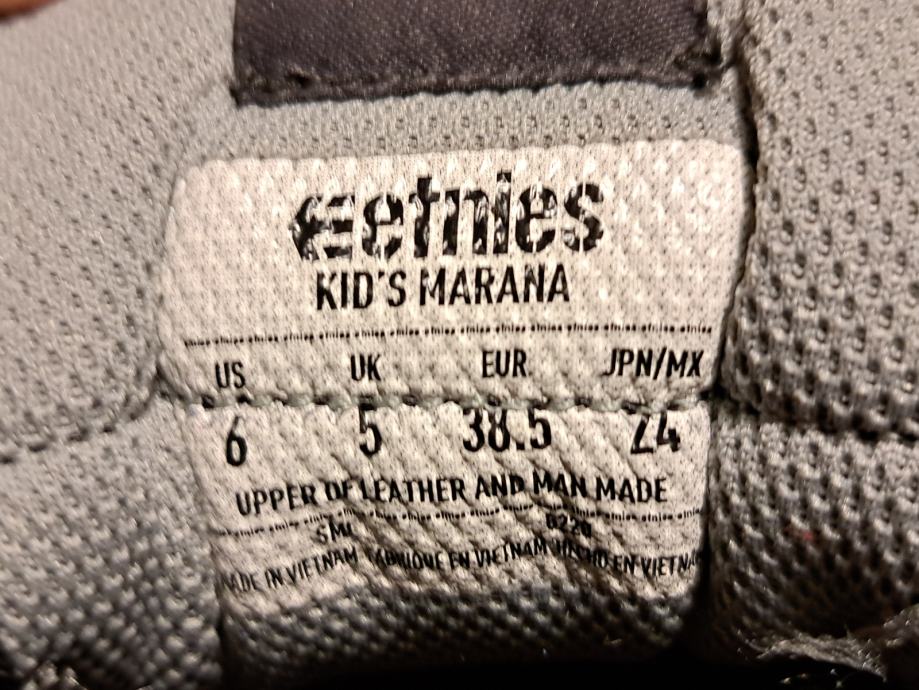 etnies
KID'S MARANA
US UK EUR JPN/MX
6 5 38.5 24
UPPER OF LEATHER AND MAN MADE
MADE IN VIETNAM FABRIQUE EN VIETNAM HECHO EN VIETNAM